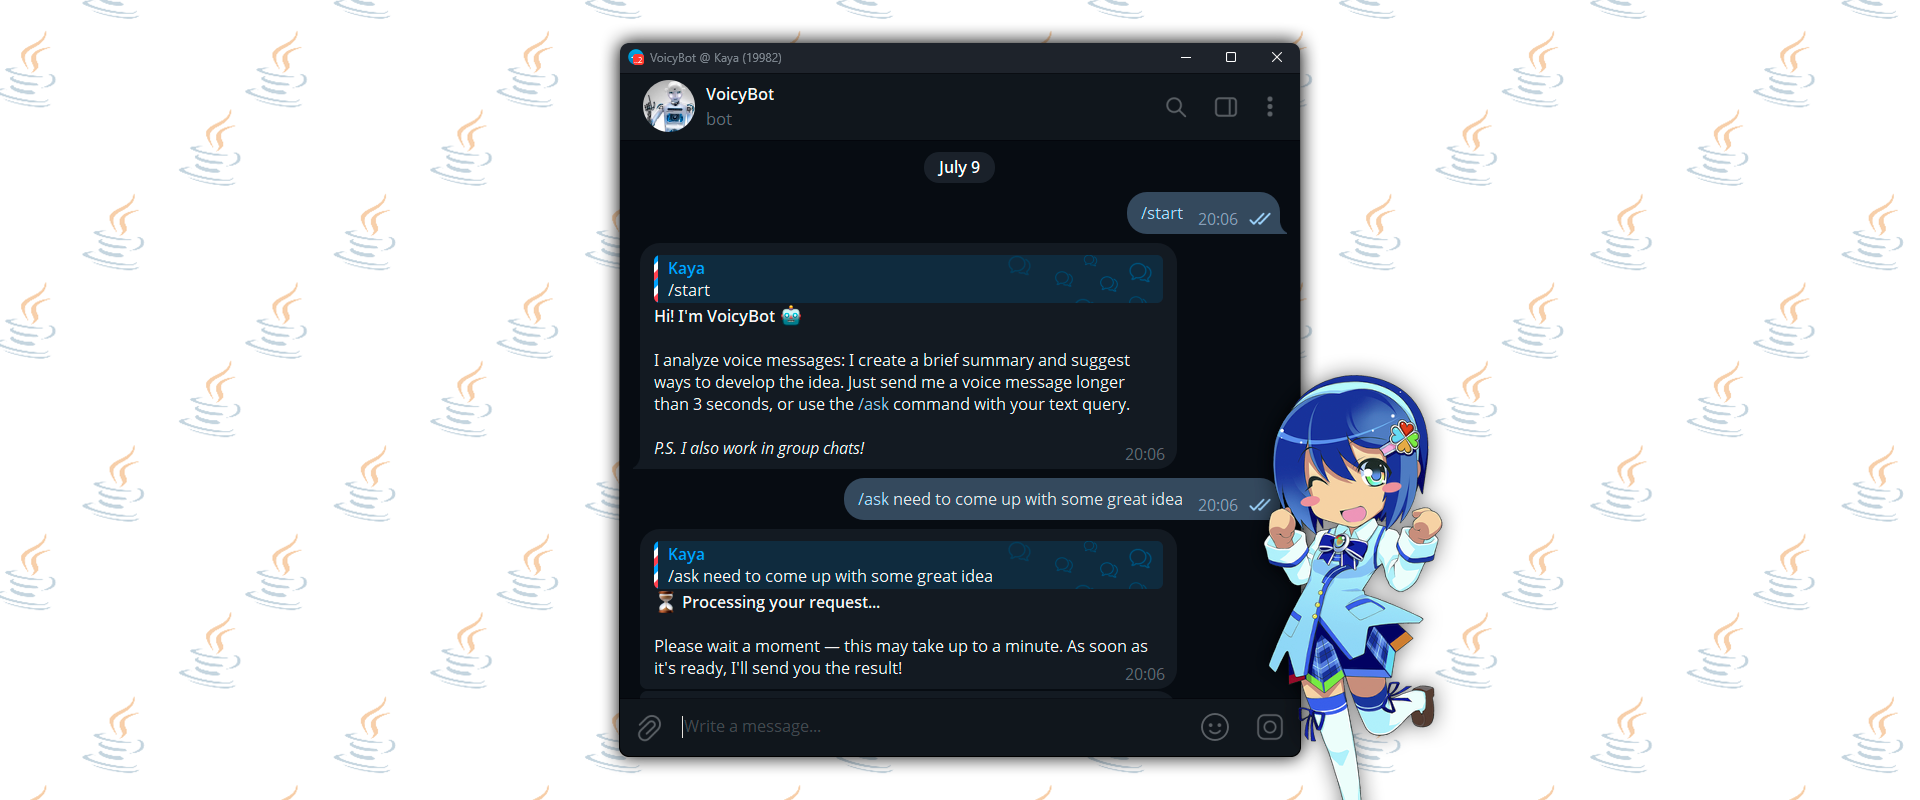 VoicyBot @ Kaya (19982)
VoicyBot
bot
July 9
/start 20:06
Kaya
/start
Hi! I'm VoicyBot 🤖
I analyze voice messages: I create a brief summary and suggest
ways to develop the idea. Just send me a voice message longer
than 3 seconds, or use the /ask command with your text query.
P.S. I also work in group chats!
20:06
/ask need to come up with some great idea 20:06
Kaya
/ask need to come up with some great idea
⏳ Processing your request...
Please wait a moment — this may take up to a minute. As soon as
it's ready, I'll send you the result!
20:06
Write a message...